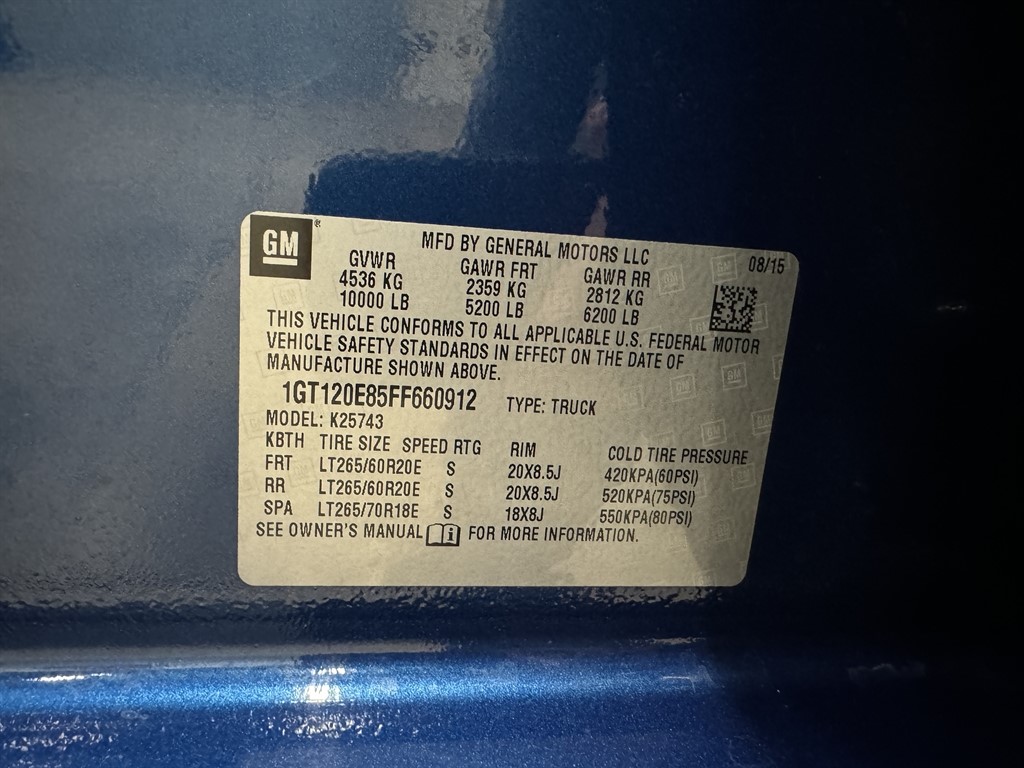 GM
MFD BY GENERAL MOTORS LLC
08/15
GVWR GAWR FRT GAWR RR
4536 KG 2359 KG 2812 KG
10000 LB 5200 LB 6200 LB
THIS VEHICLE CONFORMS TO ALL APPLICABLE U.S. FEDERAL MOTOR
VEHICLE SAFETY STANDARDS IN EFFECT ON THE DATE OF
MANUFACTURE SHOWN ABOVE.
1GT120E85FF660912 TYPE: TRUCK
MODEL: K25743
KBTH TIRE SIZE SPEED RTG RIM COLD TIRE PRESSURE
FRT LT265/60R20E S 20X8.5J 420KPA(60PSI)
RR LT265/60R20E S 20X8.5J 520KPA(75PSI)
SPA LT265/70R18E S 18X8J 550KPA(80PSI)
SEE OWNER'S MANUAL i FOR MORE INFORMATION.